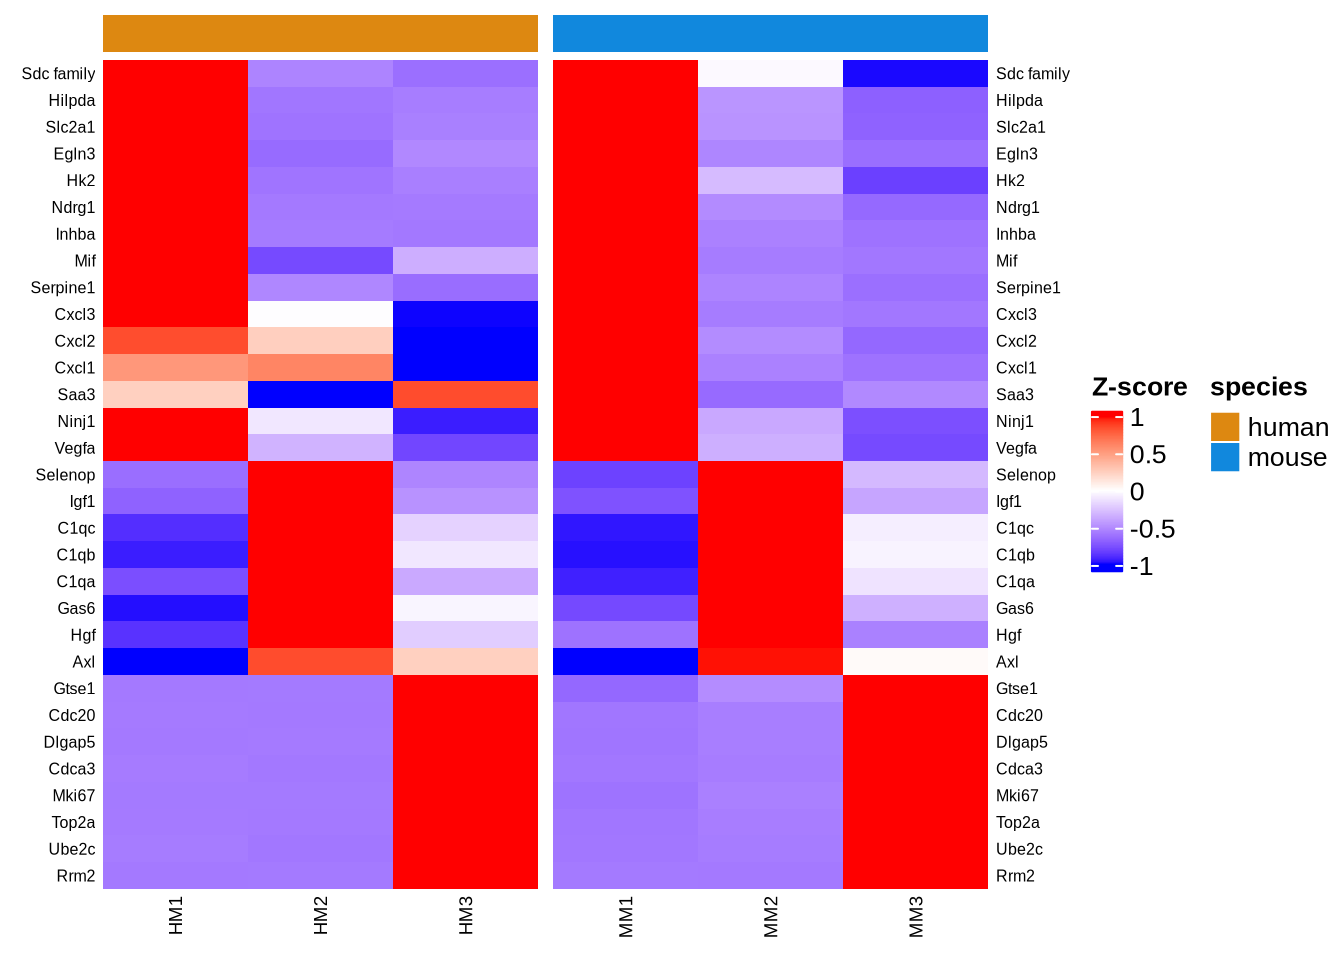 Sdc family
Hilpda
Slc2a1
Egln3
Hk2
Ndrg1
Inhba
Mif
Serpine1
Cxcl3
Cxcl2
Cxcl1
Saa3
Ninj1
Vegfa
Selenop
Igf1
C1qc
C1qb
C1qa
Gas6
Hgf
Axl
Gtse1
Cdc20
Dlgap5
Cdca3
Mki67
Top2a
Ube2c
Rrm2
HM1
HM2
HM3
MM1
MM2
MM3
Sdc family
Hilpda
Slc2a1
Egln3
Hk2
Ndrg1
Inhba
Mif
Serpine1
Cxcl3
Cxcl2
Cxcl1
Saa3
Ninj1
Vegfa
Selenop
Igf1
C1qc
C1qb
C1qa
Gas6
Hgf
Axl
Gtse1
Cdc20
Dlgap5
Cdca3
Mki67
Top2a
Ube2c
Rrm2
Z-score
1
0.5
0
-0.5
-1
species
human
mouse